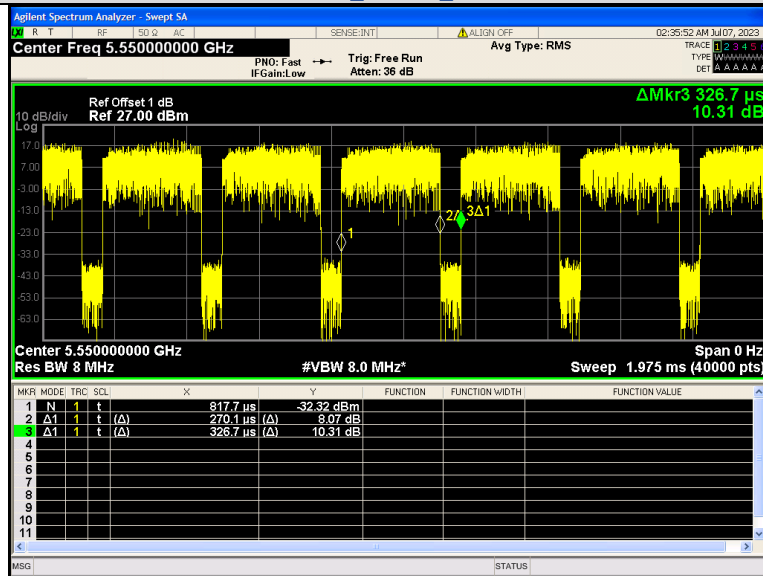 Agilent Spectrum Analyzer - Swept SA
R T RF 50 Ω AC SENSE:INT ALIGN OFF 02:35:52 AM Jul 07, 2023
Center Freq 5.550000000 GHz Avg Type: RMS TRACE 1 2 3 4 5
PNO: Fast Trig: Free Run TYPE
IFGain:Low Atten: 36 dB DET A A A A A
ΔMkr3 326.7 µs
10.31 dB
Ref Offset 1 dB
10 dB/div Ref 27.00 dBm
Log
17.0
7.00
-3.00
-13.0
2Δ 3Δ1
-23.0
1
-33.0
-43.0
-53.0
-63.0
Center 5.550000000 GHz Span 0 Hz
Res BW 8 MHz #VBW 8.0 MHz* Sweep 1.975 ms (40000 pts)
MKR MODE TRC SCL X Y FUNCTION FUNCTION WIDTH FUNCTION VALUE
1 N 1 t 817.7 µs -32.32 dBm
2 Δ1 1 t (Δ) 270.1 µs (Δ) 8.07 dB
3 Δ1 1 t (Δ) 326.7 µs (Δ) 10.31 dB
4
5
6
7
8
9
10
11
MSG STATUS